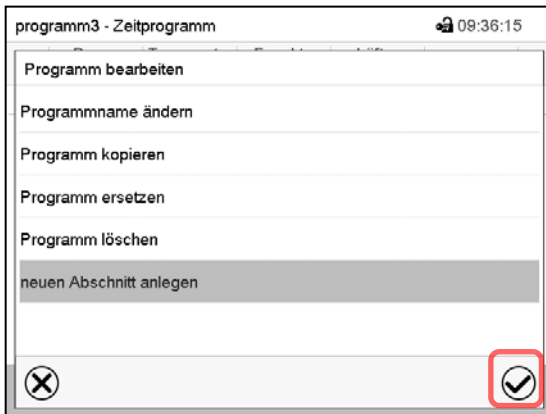 programm3 - Zeitprogramm 09:36:15
Programm bearbeiten
Programmname ändern
Programm kopieren
Programm ersetzen
Programm löschen
neuen Abschnitt anlegen